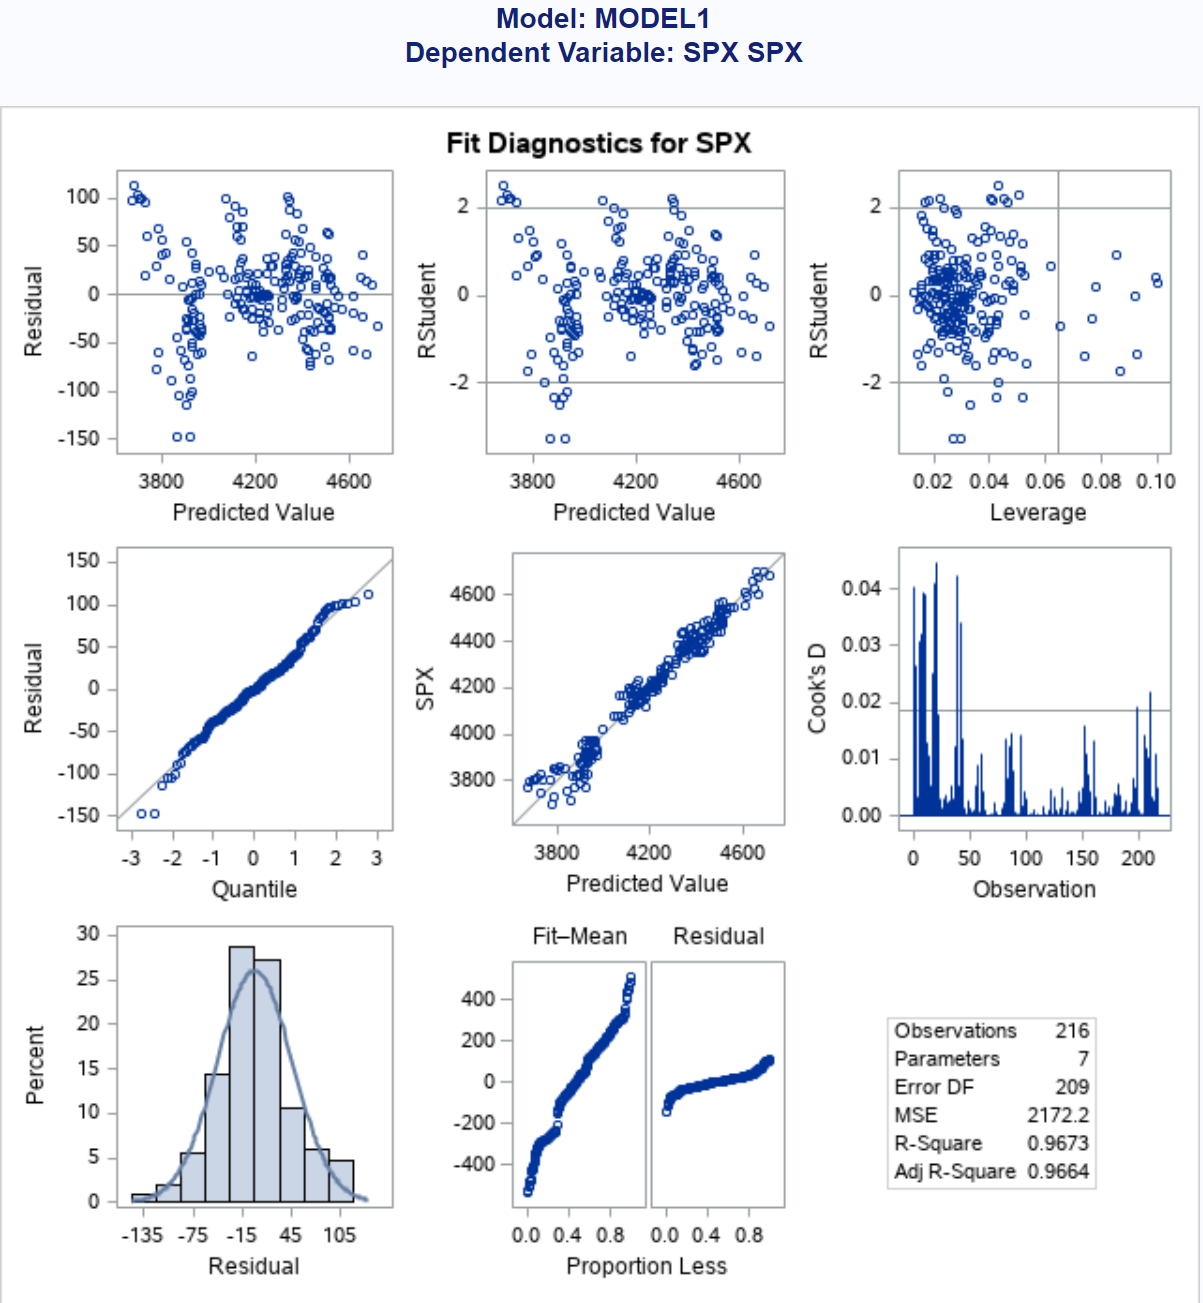 Model: MODEL1
Dependent Variable: SPX SPX
Fit Diagnostics for SPX
Residual
100
50
0
-50
-100
-150
3800 4200 4600
Predicted Value
RStudent
2
0
-2
3800 4200 4600
Predicted Value
RStudent
2
0
-2
0.02 0.04 0.06 0.08 0.10
Leverage
Residual
150
100
50
0
-50
-100
-150
-3 -2 -1 0 1 2 3
Quantile
SPX
4600
4400
4200
4000
3800
3800 4200 4600
Predicted Value
Cook's D
0.04
0.03
0.02
0.01
0.00
0 50 100 150 200
Observation
Percent
30
25
20
15
10
5
0
-135 -75 -15 45 105
Residual
Fit–Mean Residual
400
200
0
-200
-400
0.0 0.4 0.8 0.0 0.4 0.8
Proportion Less
Observations 216
Parameters 7
Error DF 209
MSE 2172.2
R-Square 0.9673
Adj R-Square 0.9664